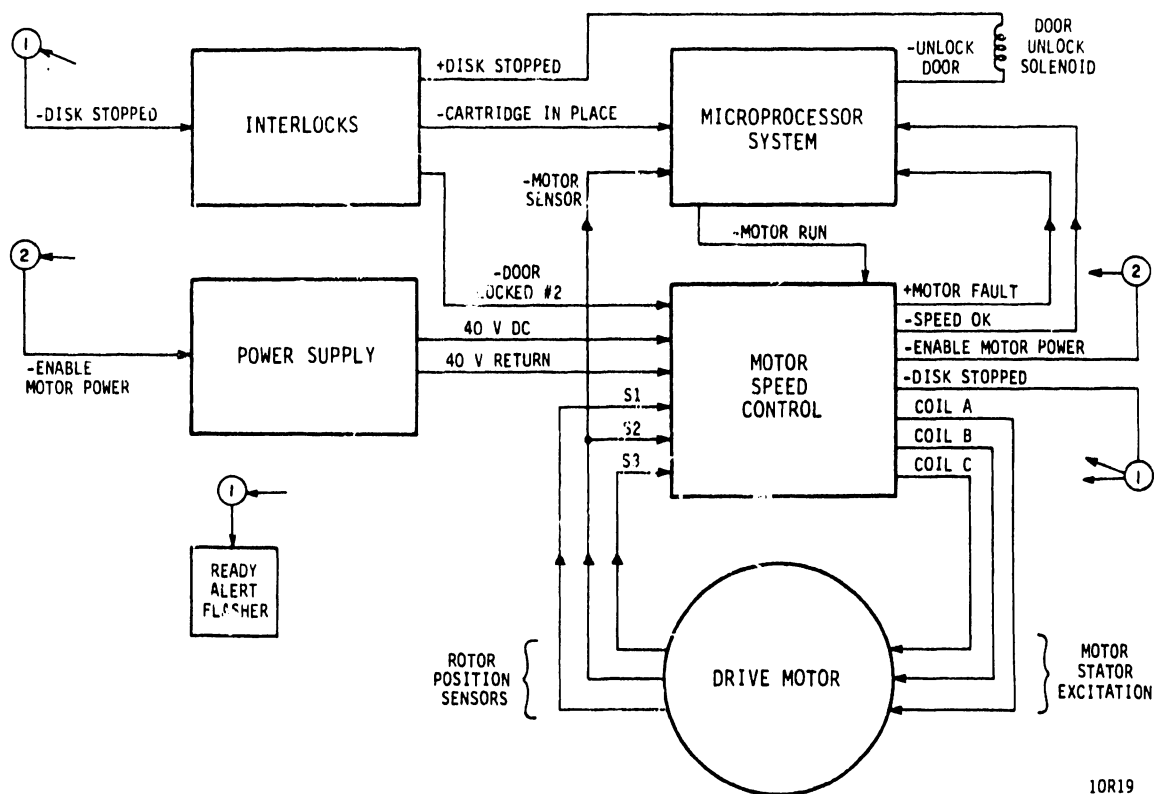 1
-UNLOCK
DOOR
DOOR
UNLOCK
SOLENOID
+DISK STOPPED
-DISK STOPPED
INTERLOCKS
-CARTRIDGE IN PLACE
MICROPROCESSOR
SYSTEM
-MOTOR
SENSOR
-MOTOR RUN
2
-DOOR
LOCKED #2
+MOTOR FAULT
2
-SPEED OK
40 V DC
POWER SUPPLY
40 V RETURN
-ENABLE MOTOR POWER
-ENABLE
MOTOR POWER
MOTOR
SPEED
CONTROL
-DISK STOPPED
S1
COIL A
S2
COIL B
S3
COIL C
1
1
READY
ALERT
FLASHER
ROTOR
POSITION
SENSORS
DRIVE MOTOR
MOTOR
STATOR
EXCITATION
10R19